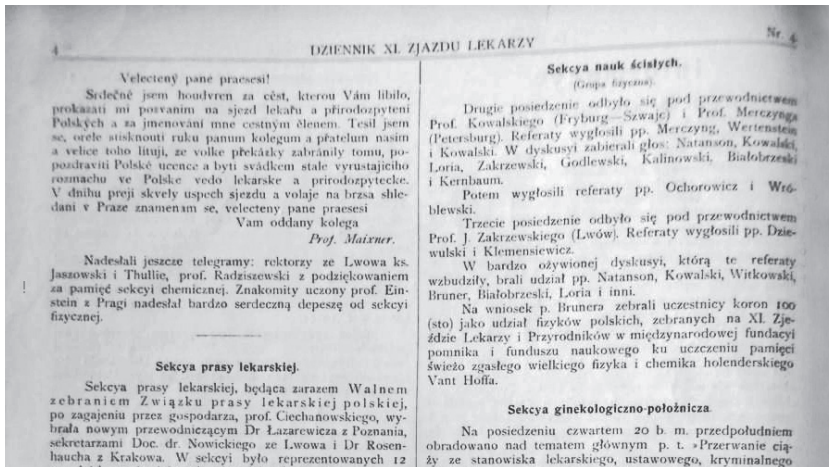 4
DZIENNIK XI. ZJAZDU LEKARZY
Nr. 4.
Velecteny pane praesesi!
Srdečně jsem houdvren za cěst, kterou Vám libilo,
prokazati mi pozvanim na sjezd lekařu a přirodozpyteni
Polských a za jmenování mne cestným členem. Tesil jsem
se, orele stisknouti ruku panum kolegum a přatelum nasim
a velice toho lituji, ze volke překážky zabránily tomu, po-
pozdraviti Polské ucence a byti svádkem stale vyrustajiciho
rozmachu ve Polske vedo lekarske a prirodozpytecke.
V dnihu preji skvely uspech sjezdu a volaje na brzsa shle-
dani v Praze znamenam se, velecteny pane praesesi
Vam oddany kolega
Prof. Maixner.
Nadesłali jeszcze telegramy: rektorzy ze Lwowa ks.
Jaszowski i Thullie, prof. Radziszewski z podziękowaniem
za pamięć sekcyi chemicznej. Znakomity uczony prof. Ein-
stein z Pragi nadesłał bardzo serdeczną depeszę od sekcyi
fizycznej.
Sekcya prasy lekarskiej.
Sekcya prasy lekarskiej, będąca zarazem Walnem
zebraniem Związku prasy lekarskiej polskiej,
po zagajeniu przez gospodarza, prof. Ciechanowskiego, wy-
brała nowym przewodniczącym Dr Łazarewicza z Poznania,
sekretarzami Doc. dr. Nowickiego ze Lwowa i Dr Rosen-
haucha z Krakowa. W sekcyi było reprezentowanych 12
Sekcya nauk ścisłych.
(Grupa fizyczna).
Drugie posiedzenie odbyło się pod przewodnictwem
Prof. Kowalskiego (Fryburg—Szwajc) i Prof. Merczynga
(Petersburg). Referaty wygłosili pp. Merczyng, Wertenstein
i Kowalski. W dyskusyi zabierali głos: Natanson, Kowalski,
Loria, Zakrzewski, Godlewski, Kalinowski, Białobrzeski
i Kernbaum.
Potem wygłosili referaty pp. Ochorowicz i Wró-
blewski.
Trzecie posiedzenie odbyło się pod przewodnictwem
Prof. J. Zakrzewskiego (Lwów). Referaty wygłosili pp. Dzie-
wulski i Klemensiewicz.
W bardzo ożywionej dyskusyi, którą te referaty
wzbudziły, brali udział pp. Natanson, Kowalski, Witkowski,
Bruner, Białobrzeski, Loria i inni.
Na wniosek p. Brunera zebrali uczestnicy koron 100
(sto) jako udział fizyków polskich, zebranych na XI. Zje-
ździe Lekarzy i Przyrodników w międzynarodowej fundacyi
pomnika i funduszu naukowego ku uczczeniu pamięci
świeżo zgasłego wielkiego fizyka i chemika holenderskiego
Vant Hoffa.
Sekcya ginekologiczno-położnicza.
Na posiedzeniu czwartem 20 b. m. przedpołudniem
obradowano nad tematem głównym p. t. »Przerwanie cią-
ży ze stanowiska lekarskiego, ustawowego, kryminalnego